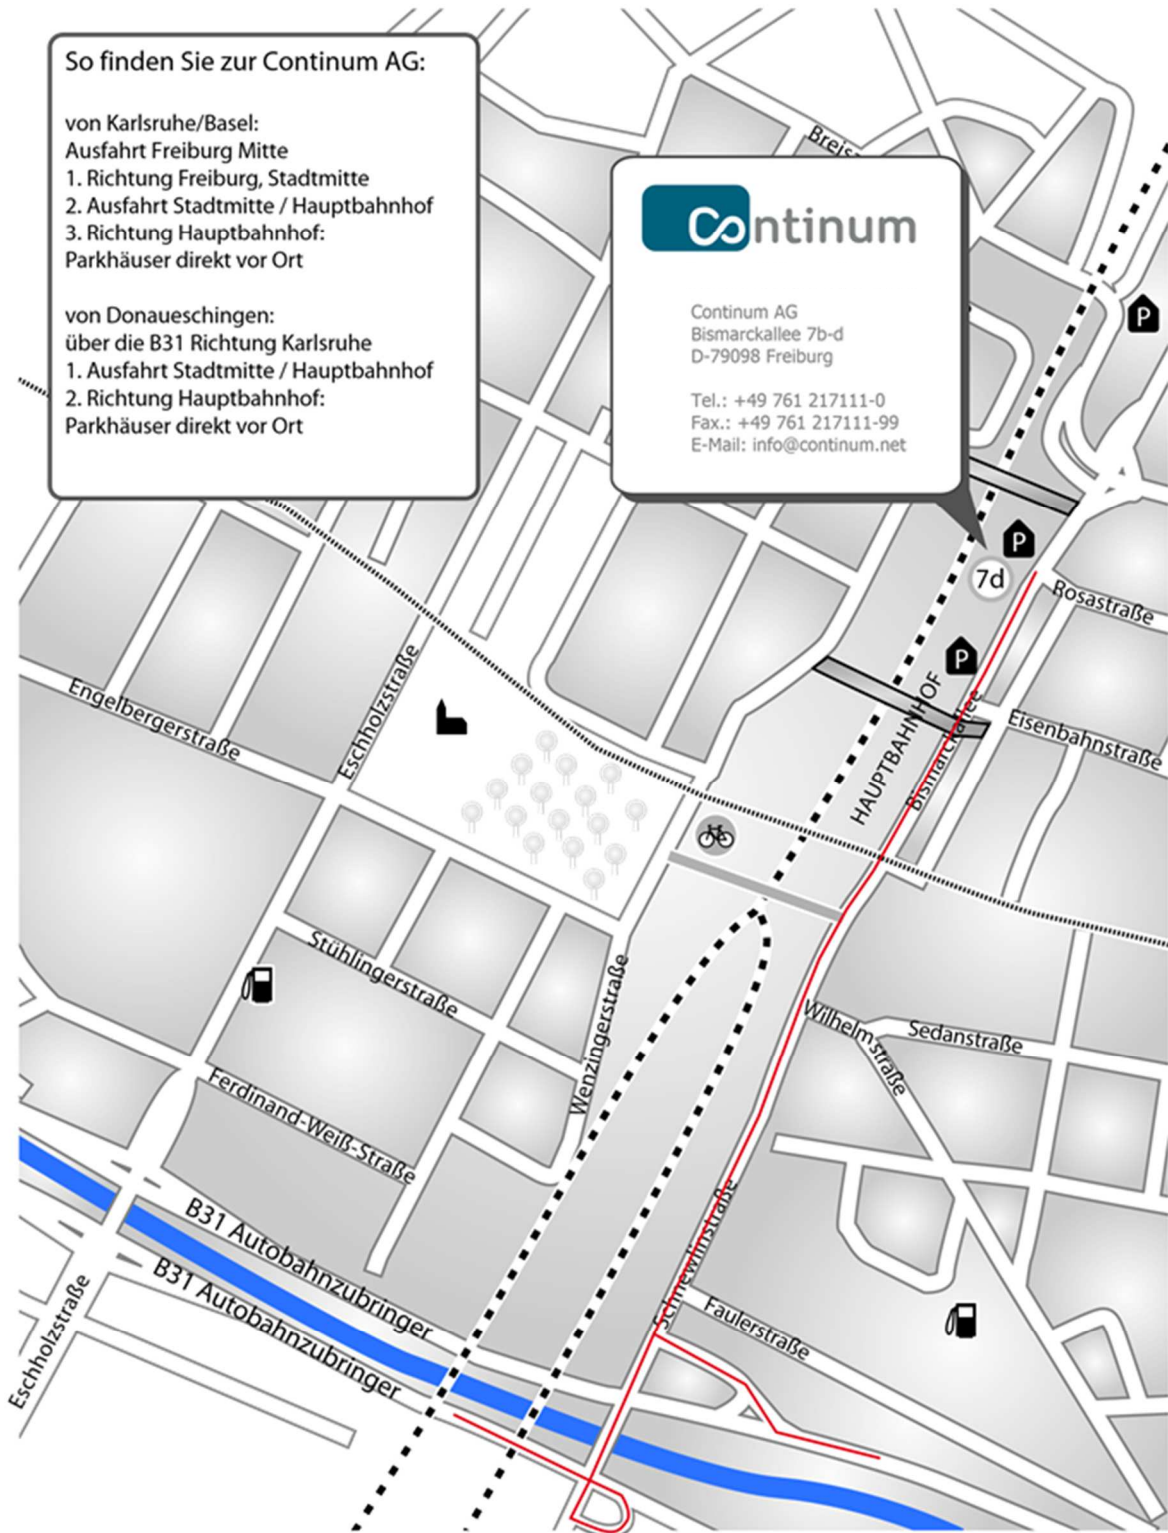 So finden Sie zur Continum AG:
von Karlsruhe/Basel:
Ausfahrt Freiburg Mitte
1. Richtung Freiburg, Stadtmitte
2. Ausfahrt Stadtmitte / Hauptbahnhof
3. Richtung Hauptbahnhof:
Parkhäuser direkt vor Ort
von Donaueschingen:
über die B31 Richtung Karlsruhe
1. Ausfahrt Stadtmitte / Hauptbahnhof
2. Richtung Hauptbahnhof:
Parkhäuser direkt vor Ort
Continum
Continum AG
Bismarckallee 7b-d
D-79098 Freiburg
Tel.: +49 761 217111-0
Fax.: +49 761 217111-99
E-Mail: info@continum.net
P
P
7d
Rosastraße
P
HAUPTBAHNHOF
Bismarckallee
Eisenbahnstraße
Engelbergerstraße
Eschholzstraße
Stühlingerstraße
Wenzingerstraße
Wilhelmstraße
Sedanstraße
Ferdinand-Weiß-Straße
B31 Autobahnzubringer
B31 Autobahnzubringer
Schnewlinstraße
Faulerstraße
Eschholzstraße